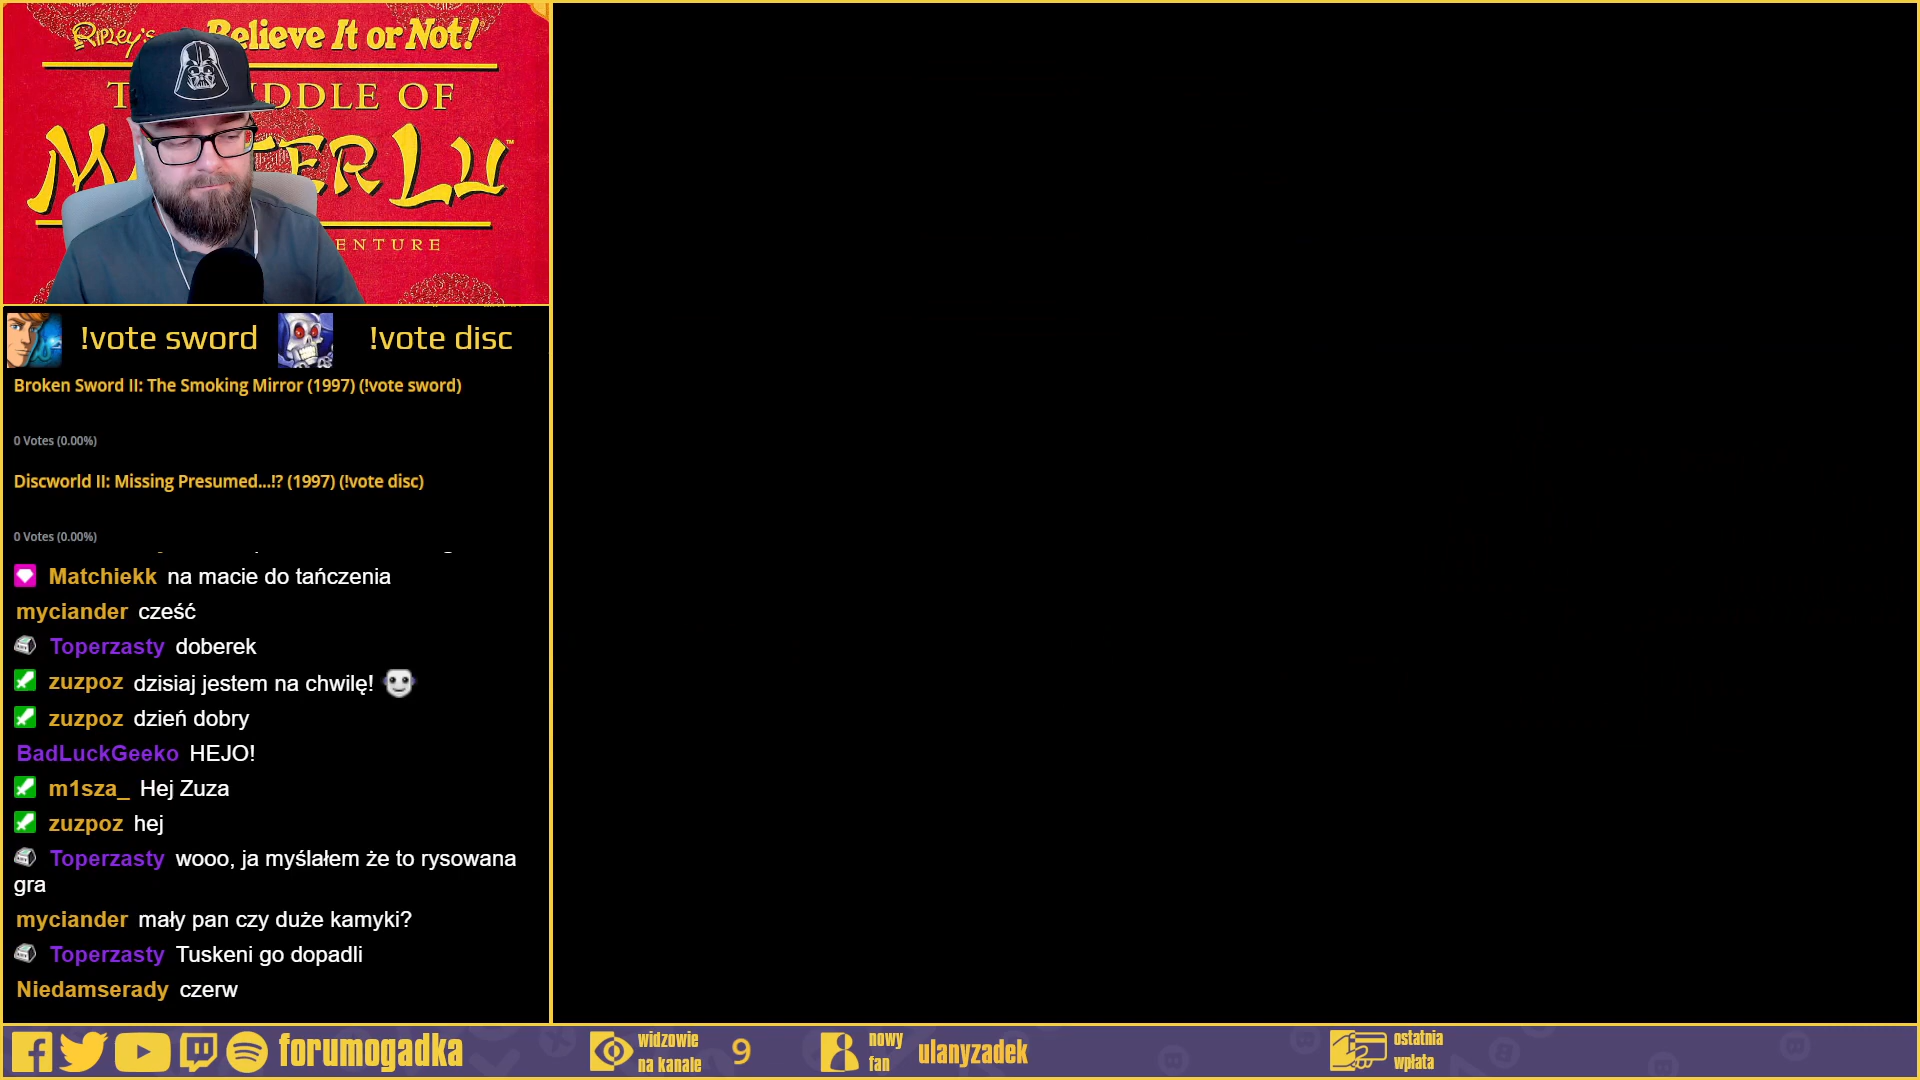 Ripley's Believe It or Not!
DDLE OF
LU™
ENTURE
!vote sword !vote disc
Broken Sword II: The Smoking Mirror (1997) (!vote sword)
0 Votes (0.00%)
Discworld II: Missing Presumed...!? (1997) (!vote disc)
0 Votes (0.00%)
Matchiekk na macie do tańczenia
myciander cześć
Toperzasty doberek
zuzpoz dzisiaj jestem na chwilę!
zuzpoz dzień dobry
BadLuckGeeko HEJO!
m1sza_ Hej Zuza
zuzpoz hej
Toperzasty wooo, ja myślałem że to rysowana
gra
myciander mały pan czy duże kamyki?
Toperzasty Tuskeni go dopadli
Niedamserady czerw
forumogadka
widzowie
na kanale
9
nowy
fan
ulanyzadek
ostatnia
wpłata